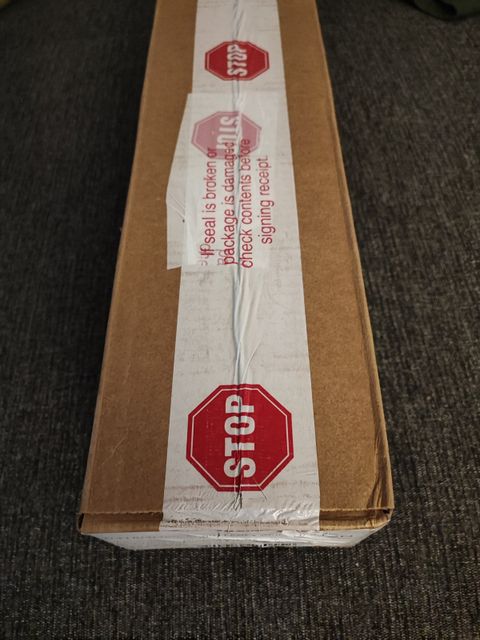 STOP
STOP
If seal is broken or
package is damaged
check contents before
signing receipt.
STOP